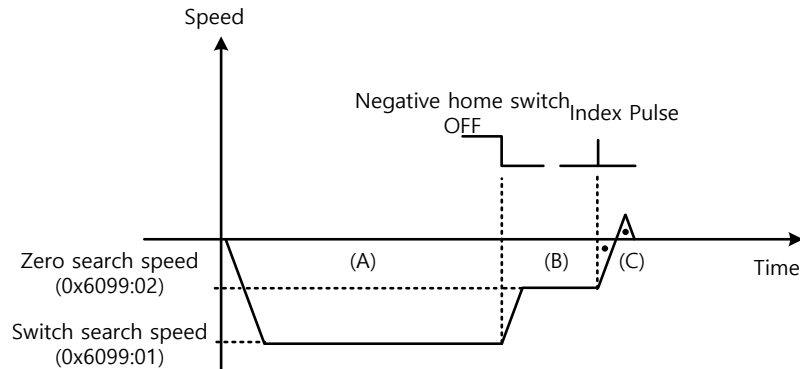 Speed
Negative home switch
OFF
Index Pulse
Zero search speed
(0x6099:02)
(A)
(B)
(C)
Time
Switch search speed
(0x6099:01)